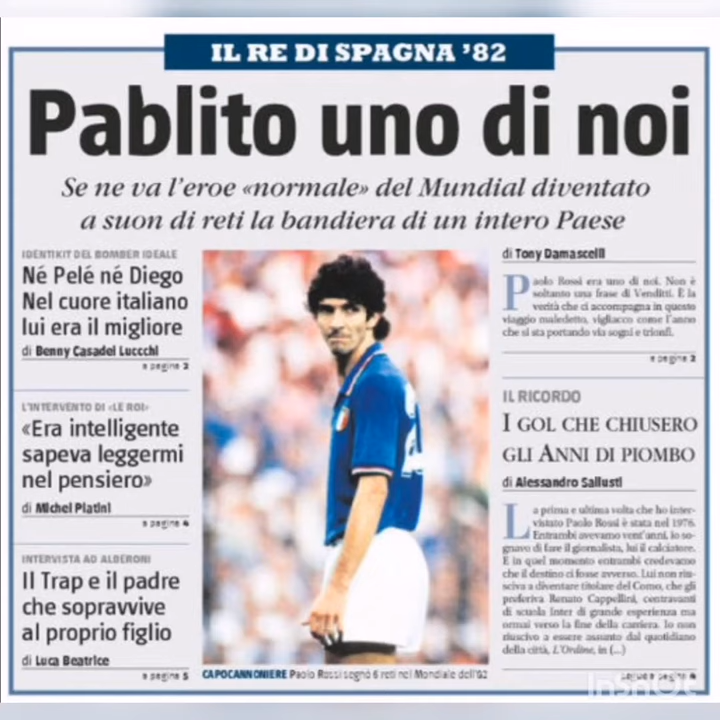 IL RE DI SPAGNA '82
Pablito uno di noi
Se ne va l'eroe «normale» del Mundial diventato
a suon di reti la bandiera di un intero Paese
IDENTIKIT DEL BOMBER IDEALE
Né Pelé né Diego
Nel cuore italiano
lui era il migliore
di Benny Casadei Lucchi
a pagina 2
L'INTERVENTO DI «LE ROI»
«Era intelligente
sapeva leggermi
nel pensiero»
di Michel Platini
a pagina 4
INTERVISTA AD ALBERONI
Il Trap e il padre
che sopravvive
al proprio figlio
di Luca Beatrice
a pagina 5
CAPOCANNONIERE Paolo Rossi segnò 6 reti nel Mondiale dell'82
di Tony Damascelli
Paolo Rossi era uno di noi. Non è
soltanto una frase di Venditti. È la
verità che ci accompagna in questo
viaggio maledetto, vigliacco come l'anno
che si sta portando via sogni e trionfi.
a pagina 2
IL RICORDO
I GOL CHE CHIUSERO
GLI ANNI DI PIOMBO
di Alessandro Sallusti
La prima e ultima volta che ho inter-
vistato Paolo Rossi è stata nel 1976.
Entrambi avevamo vent'anni, io so-
gnavo di fare il giornalista, lui il calciatore.
E in quel momento entrambi credevamo
che il destino ci fosse avverso. Lui non riu-
sciva a diventare titolare del Como, che gli
preferiva Renato Cappellini, centravanti
di scuola Inter di grande esperienza ma
ormai verso la fine della carriera. Io non
riuscivo a essere assunto dal quotidiano
della città, L'Ordine, in (...)
segue a pagina 4
InShOt